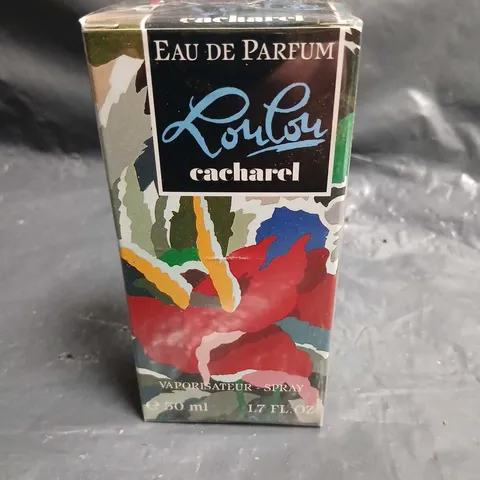 cacharel
EAU DE PARFUM
LouLou
cacharel
VAPORISATEUR - SPRAY
℮ 50 ml 1.7 FL.OZ